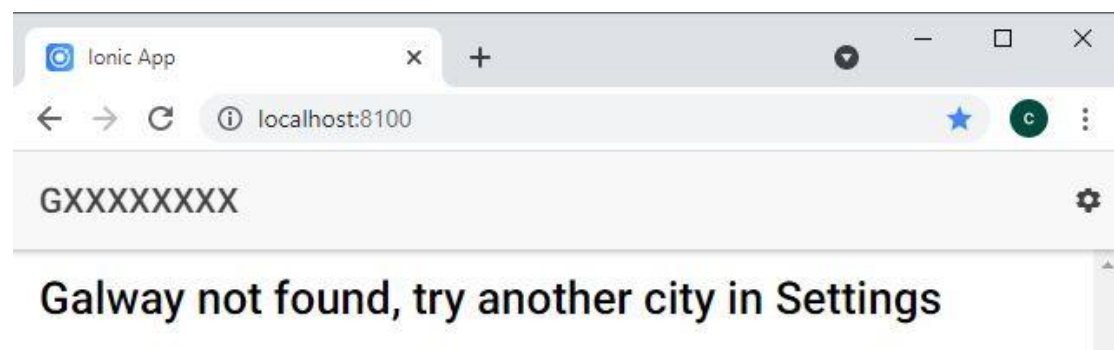 Ionic App
localhost:8100
C
GXXXXXXXX
Galway not found, try another city in Settings